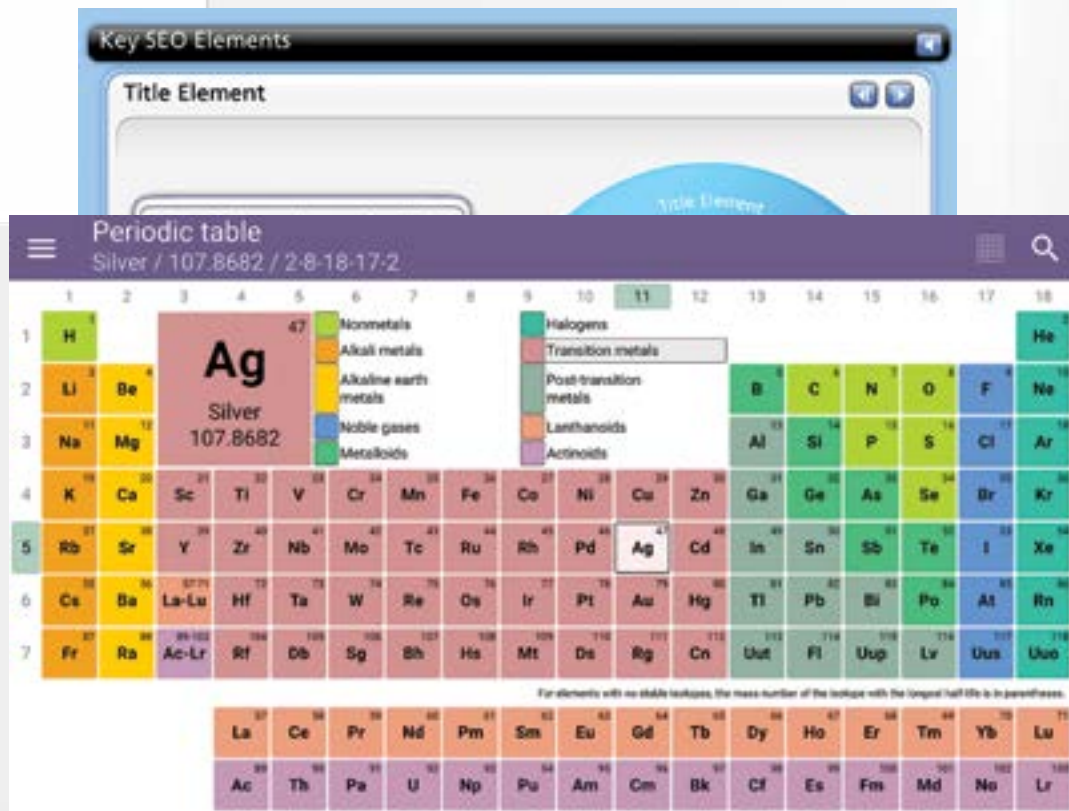 Key SEO Elements
Title Element
Title Element
Periodic table
Silver / 107.8682 / 2-8-18-17-2
1 2 3 4 5 6 7 8 9 10 11 12 13 14 15 16 17 18
47
Ag
Silver
107.8682
Nonmetals
Alkali metals
Alkaline earth
metals
Noble gases
Metalloids
Halogens
Transition metals
Post-transition
metals
Lanthanoids
Actinoids
1 H He
2 Li Be B C N O F Ne
3 Na Mg Al Si P S Cl Ar
4 K Ca Sc Ti V Cr Mn Fe Co Ni Cu Zn Ga Ge As Se Br Kr
5 Rb Sr Y Zr Nb Mo Tc Ru Rh Pd Ag Cd In Sn Sb Te I Xe
6 Cs Ba La-Lu Hf Ta W Re Os Ir Pt Au Hg Tl Pb Bi Po At Rn
7 Fr Ra Ac-Lr Rf Db Sg Bh Hs Mt Ds Rg Cn Uut Fl Uup Lv Uus Uuo
For elements with no stable isotopes, the mass number of the isotope with the longest half-life is in parentheses.
La Ce Pr Nd Pm Sm Eu Gd Tb Dy Ho Er Tm Yb Lu
Ac Th Pa U Np Pu Am Cm Bk Cf Es Fm Md No Lr